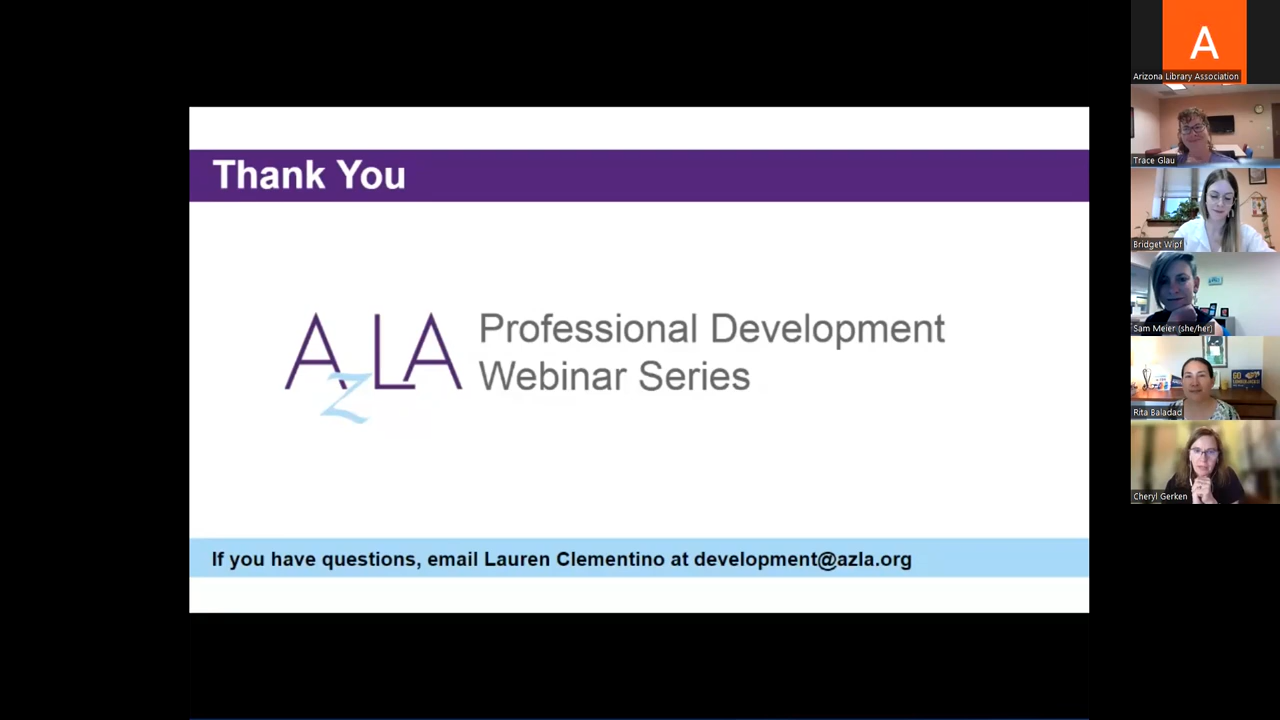 Thank You
AzLA
Professional Development
Webinar Series
If you have questions, email Lauren Clementino at development@azla.org
A
Arizona Library Association
Trace Glau
Bridget Wipf
Sam Meier (she/her)
Rita Baladad
Cheryl Gerken